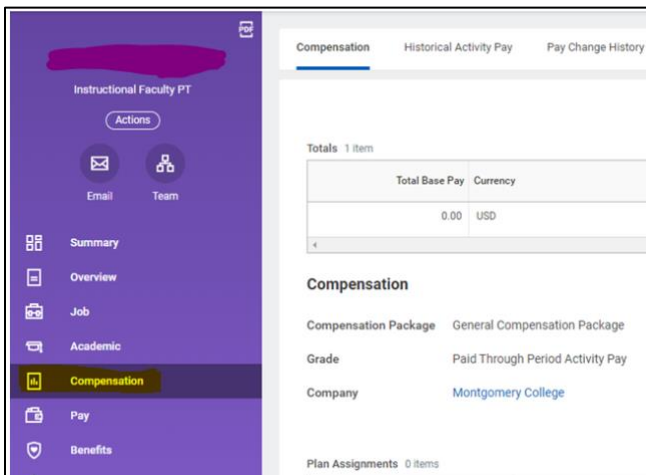 PDF
Instructional Faculty PT
Actions
Email Team
Summary
Overview
Job
Academic
Compensation
Pay
Benefits
Compensation Historical Activity Pay Pay Change History
Totals 1 item
Total Base Pay Currency
0.00 USD
Compensation
Compensation Package General Compensation Package
Grade Paid Through Period Activity Pay
Company Montgomery College
Plan Assignments 0 items